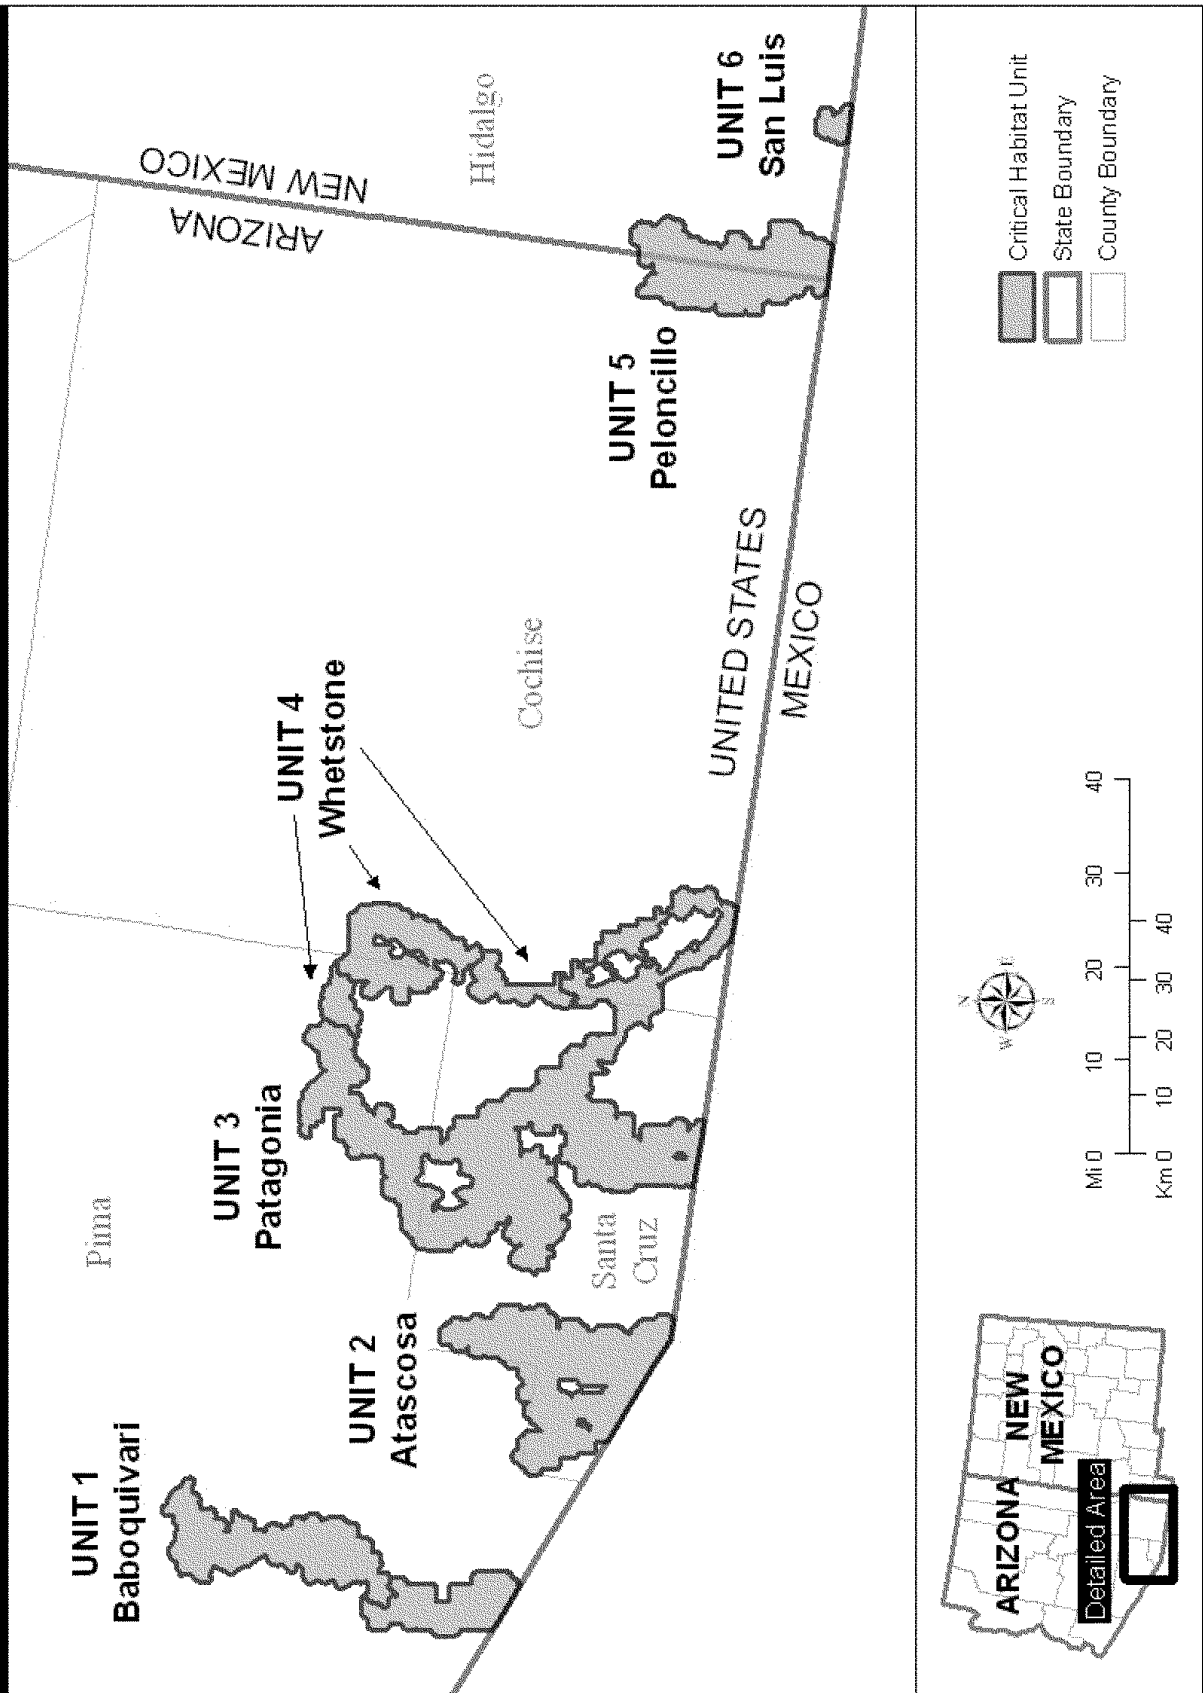 UNIT 1
Baboquivari
UNIT 2
Atascosa
UNIT 3
Patagonia
UNIT 4
Whetstone
UNIT 5
Peloncillo
UNIT 6
San Luis
Pima
Santa
Cruz
Cochise
Hidalgo
ARIZONA
NEW MEXICO
UNITED STATES
MEXICO
ARIZONA
NEW
MEXICO
Detailed Area
N
W
E
S
Mi 0 10 20 30 40
Km 0 10 20 30 40
Critical Habitat Unit
State Boundary
County Boundary